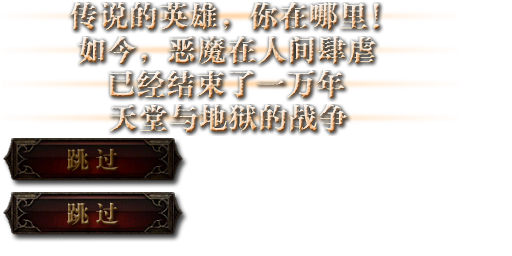 传说的英雄，你在哪里！
如今，恶魔在人间肆虐
已经结束了一万年
天堂与地狱的战争
跳过
跳过